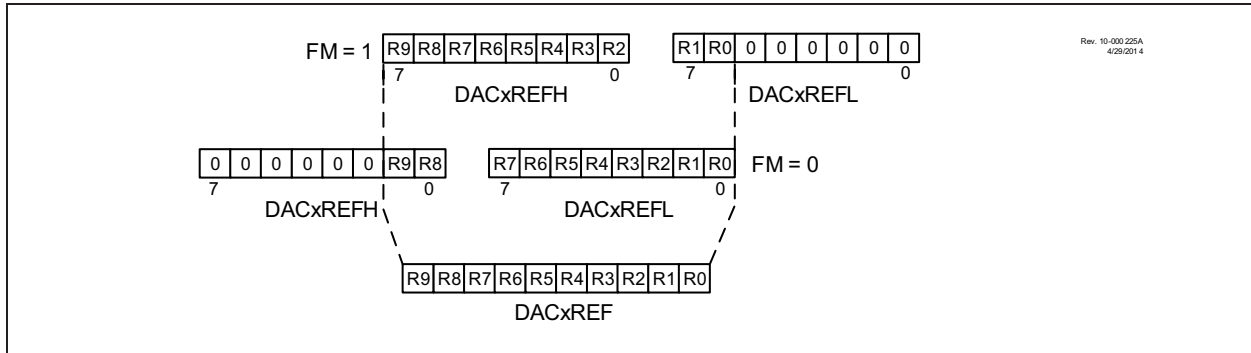 FM = 1 R9 R8 R7 R6 R5 R4 R3 R2 R1 R0 0 0 0 0 0 0
7 0 7 0
DACxREFH DACxREFL
Rev. 10-000 225A
4/29/2014
0 0 0 0 0 0 R9 R8 R7 R6 R5 R4 R3 R2 R1 R0 FM = 0
7 0 7 0
DACxREFH DACxREFL
R9 R8 R7 R6 R5 R4 R3 R2 R1 R0
DACxREF